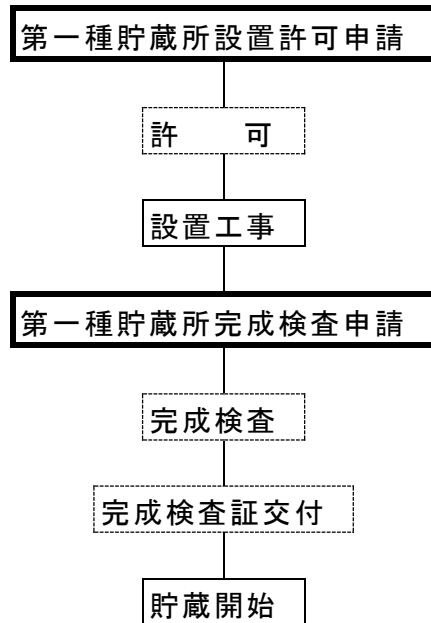 第一種貯蔵所設置許可申請
許　　可
設置工事
第一種貯蔵所完成検査申請
完成検査
完成検査証交付
貯蔵開始